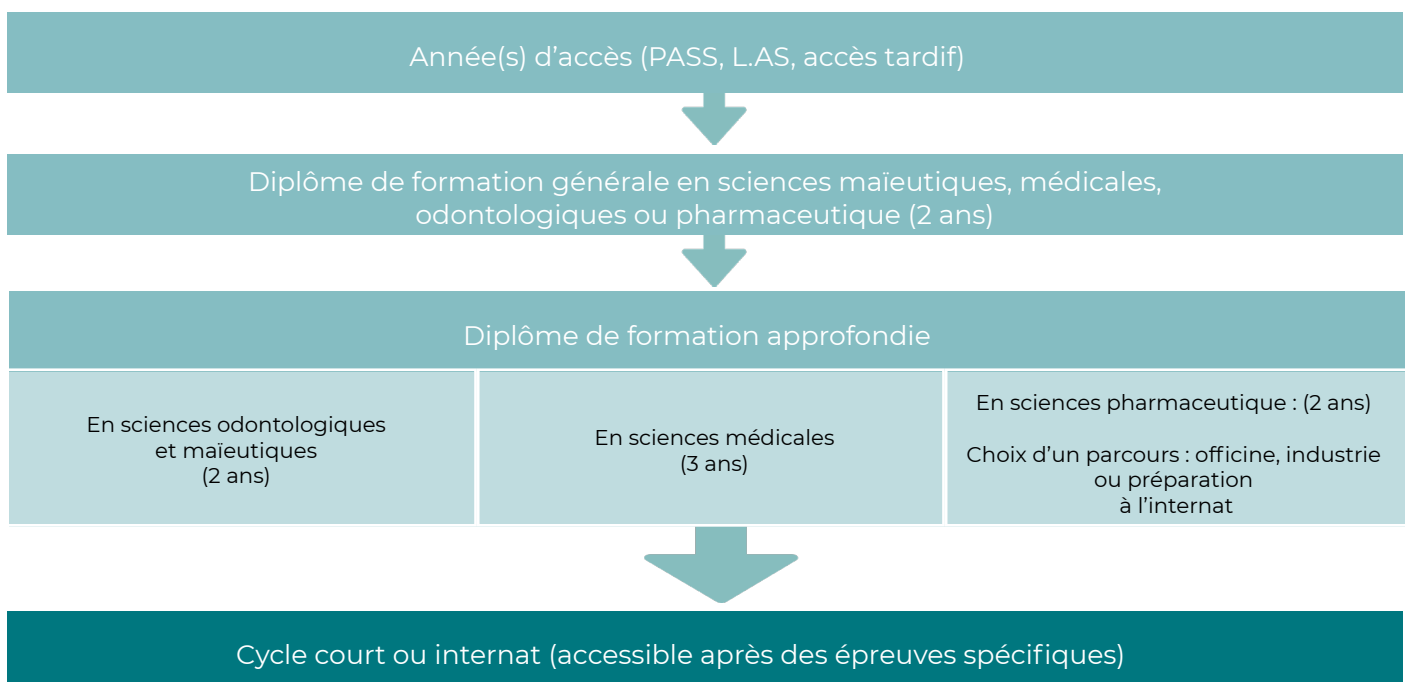 Année(s) d’accès (PASS, L.AS, accès tardif)
Diplôme de formation générale en sciences maïeutiques, médicales,
odontologiques ou pharmaceutique (2 ans)
Diplôme de formation approfondie
En sciences odontologiques
et maïeutiques
(2 ans)
En sciences médicales
(3 ans)
En sciences pharmaceutique : (2 ans)
Choix d’un parcours : officine, industrie
ou préparation
à l’internat
Cycle court ou internat (accessible après des épreuves spécifiques)